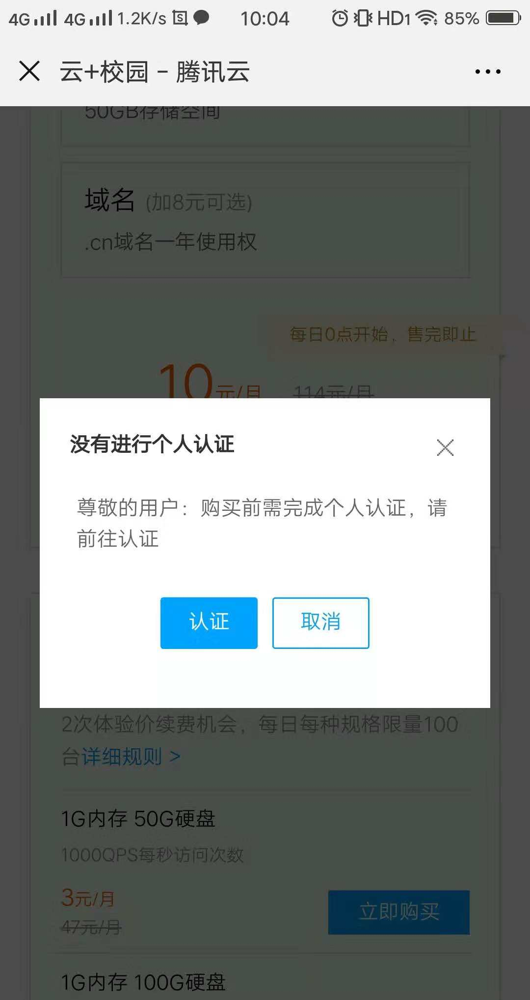 4G 4G 1.2K/s 10:04 HD1 85%
云+校园 - 腾讯云
50GB存储空间
域名 (加8元可选)
.cn域名一年使用权
每日0点开始，售完即止
10元/月 114元/月
没有进行个人认证
尊敬的用户：购买前需完成个人认证，请
前往认证
认证 取消
2次体验价续费机会，每日每种规格限量100
台详细规则 >
1G内存 50G硬盘
1000QPS每秒访问次数
3元/月
47元/月
立即购买
1G内存 100G硬盘